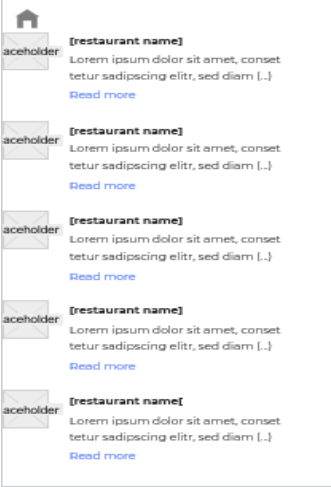 [restaurant name]
aceholder
Lorem ipsum dolor sit amet, conset
tetur sadipscing elitr, sed diam [...}
Read more
[restaurant name]
aceholder
Lorem ipsum dolor sit amet, conset
tetur sadipscing elitr, sed diam [...}
Read more
[restaurant name]
aceholder
Lorem ipsum dolor sit amet, conset
tetur sadipscing elitr, sed diam [...}
Read more
[restaurant name]
aceholder
Lorem ipsum dolor sit amet, conset
tetur sadipscing elitr, sed diam [...}
Read more
[restaurant name[
aceholder
Lorem ipsum dolor sit amet, conset
tetur sadipscing elitr, sed diam [...}
Read more